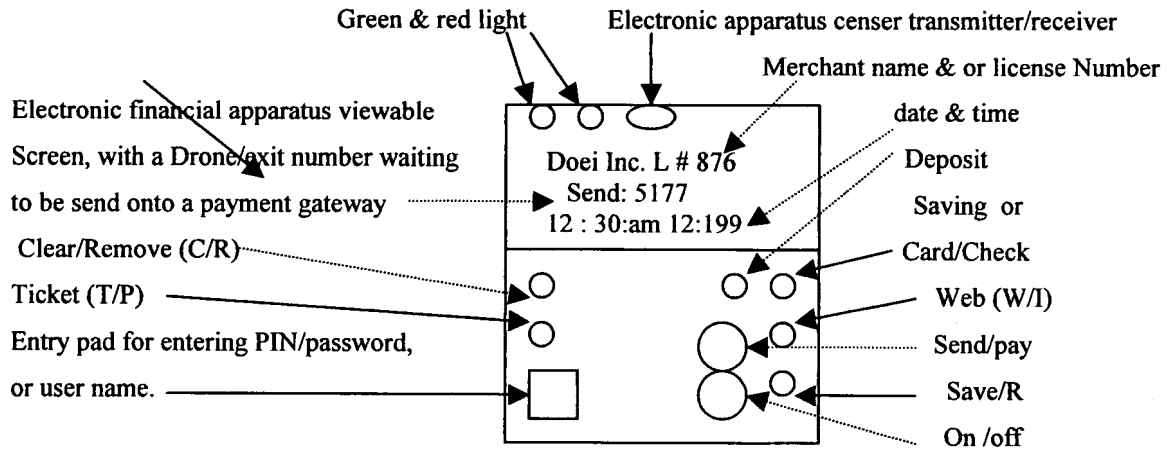 Green & red light
Electronic apparatus censer transmitter/receiver
Merchant name & or license Number
Electronic financial apparatus viewable
Screen, with a Drone/exit number waiting
to be send onto a payment gateway
Clear/Remove (C/R)
Ticket (T/P)
Entry pad for entering PIN/password,
or user name.
Doei Inc. L # 876
Send: 5177
12 : 30:am 12:199
date & time
Deposit
Saving or
Card/Check
Web (W/I)
Send/pay
Save/R
On /off